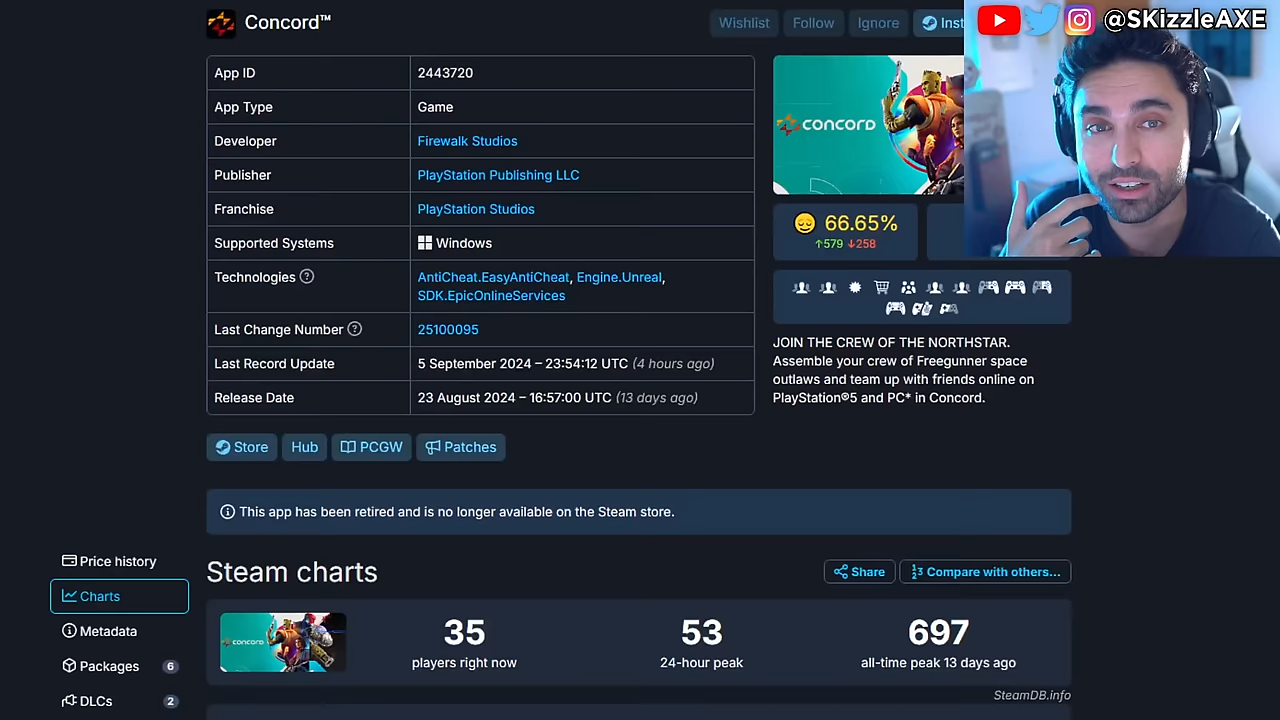 Concord™
Wishlist
Follow
Ignore
Inst
@SKizzleAXE
App ID
2443720
App Type
Game
Developer
Firewalk Studios
Publisher
PlayStation Publishing LLC
Franchise
PlayStation Studios
Supported Systems
Windows
Technologies
AntiCheat.EasyAntiCheat, Engine.Unreal,
SDK.EpicOnlineServices
Last Change Number
25100095
Last Record Update
5 September 2024 – 23:54:12 UTC (4 hours ago)
Release Date
23 August 2024 – 16:57:00 UTC (13 days ago)
CONCORD
66.65%
↑579 ↓258
JOIN THE CREW OF THE NORTHSTAR.
Assemble your crew of Freegunner space
outlaws and team up with friends online on
PlayStation®5 and PC* in Concord.
Store
Hub
PCGW
Patches
This app has been retired and is no longer available on the Steam store.
Price history
Charts
Metadata
Packages 6
DLCs 2
Steam charts
Share
Compare with others...
CONCORD
35
players right now
53
24-hour peak
697
all-time peak 13 days ago
SteamDB.info